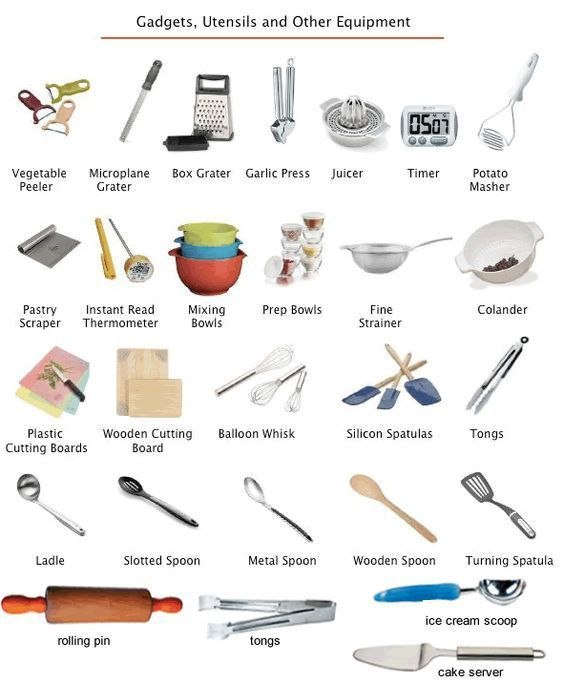 Gadgets, Utensils and Other Equipment
Vegetable
Peeler
Microplane
Grater
Box Grater
Garlic Press
Juicer
0507
Timer
Potato
Masher
Pastry
Scraper
Instant Read
Thermometer
Mixing
Bowls
Prep Bowls
Fine
Strainer
Colander
Plastic
Cutting Boards
Wooden Cutting
Board
Balloon Whisk
Silicon Spatulas
Tongs
Ladle
Slotted Spoon
Metal Spoon
Wooden Spoon
Turning Spatula
rolling pin
tongs
ice cream scoop
cake server